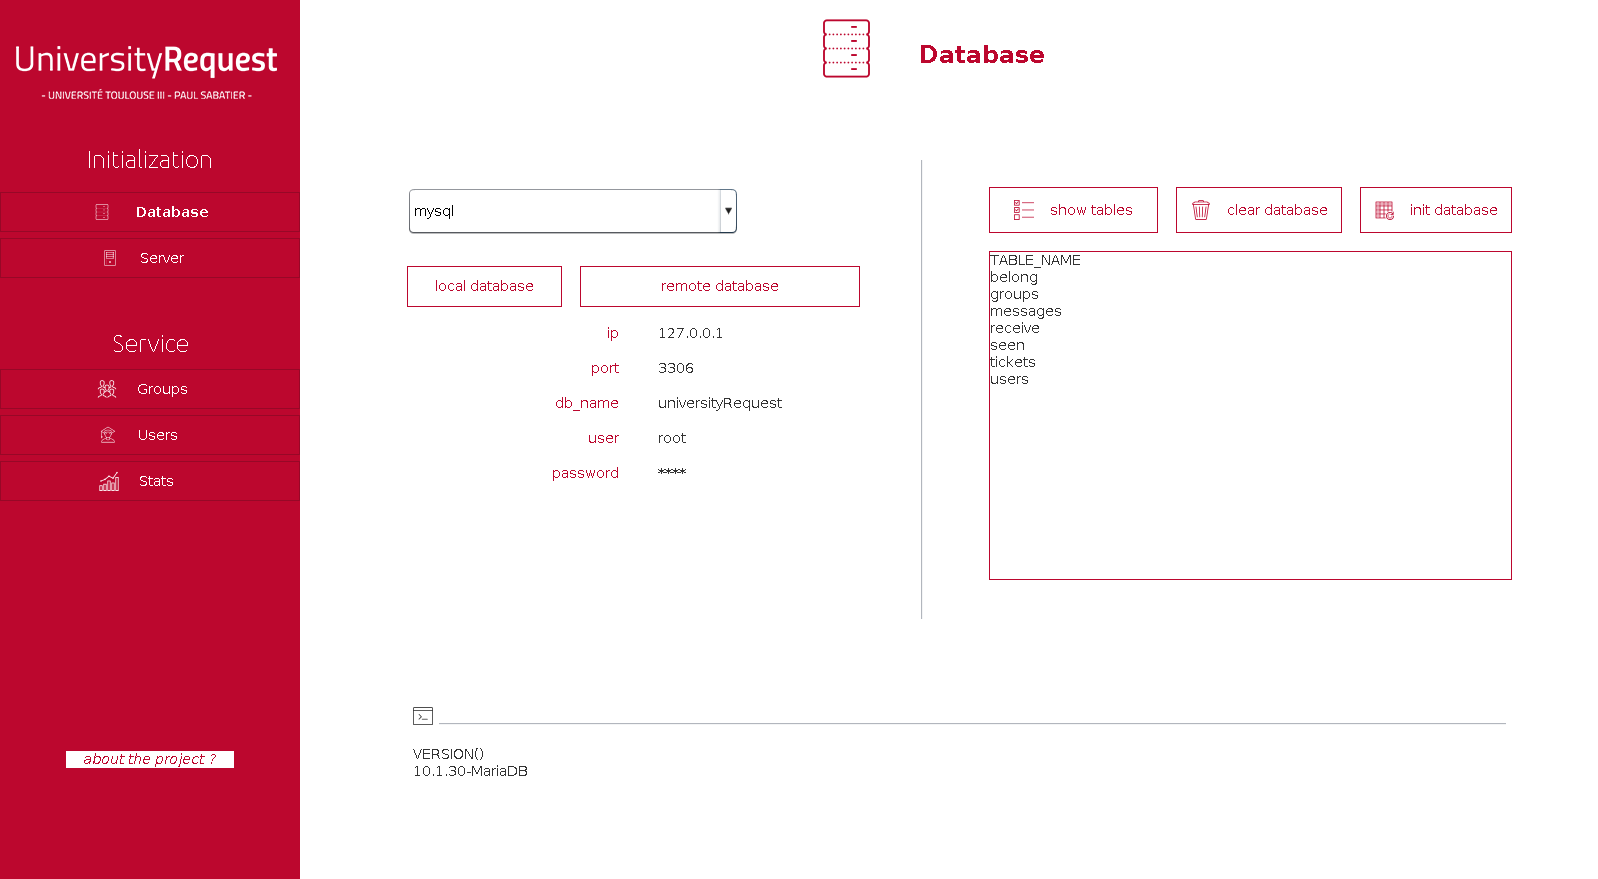 UniversityRequest
- UNIVERSITÉ TOULOUSE III - PAUL SABATIER -
Initialization
Database
Server
Service
Groups
Users
Stats
about the project ?
Database
mysql
local database
remote database
ip 127.0.0.1
port 3306
db_name universityRequest
user root
password ****
show tables
clear database
init database
TABLE_NAME
belong
groups
messages
receive
seen
tickets
users
VERSION()
10.1.30-MariaDB